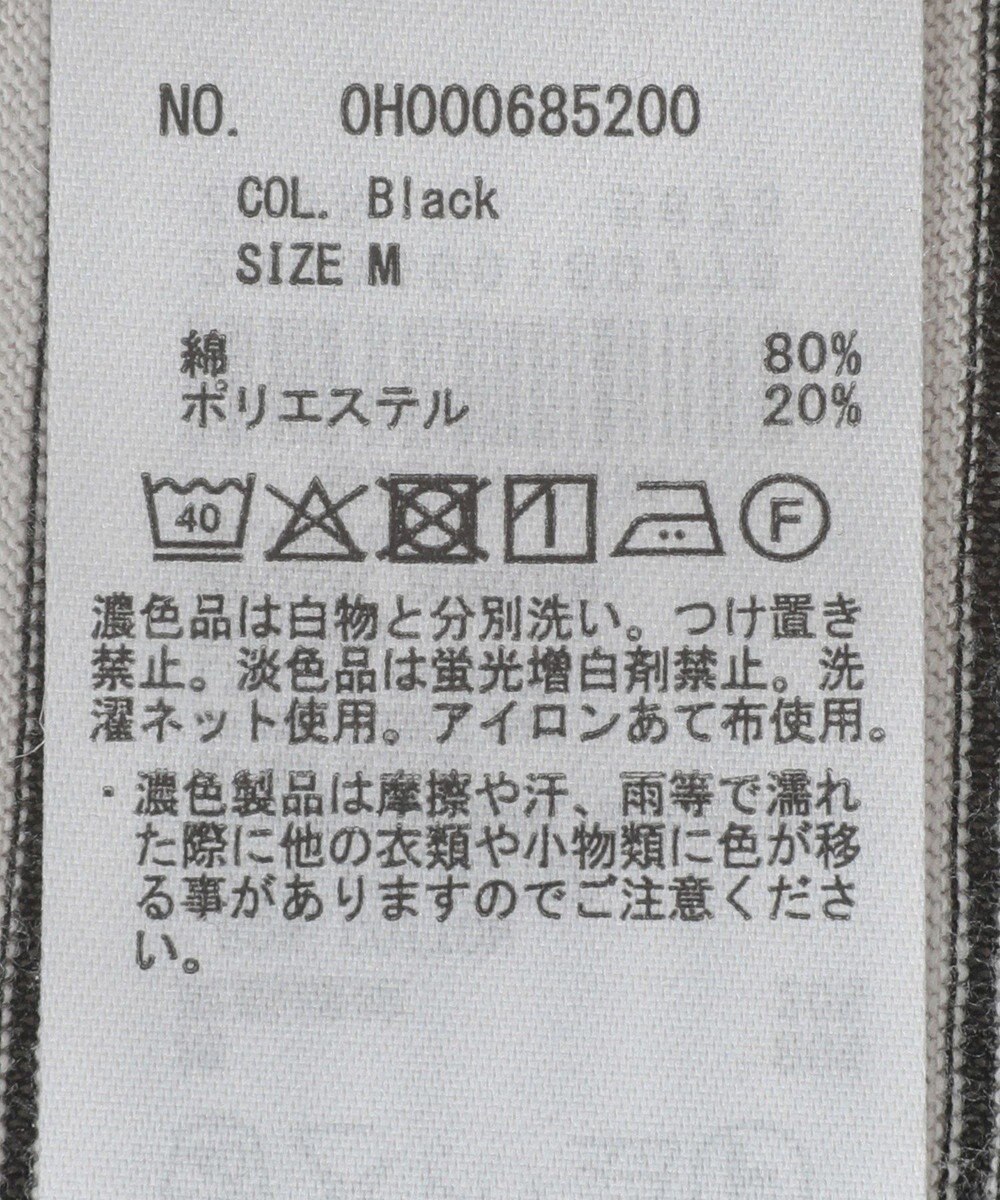 NO. 0H000685200
COL. Black
SIZE M
綿 80%
ポリエステル 20%
40 F
濃色品は白物と分別洗い。つけ置き
禁止。淡色品は蛍光増白剤禁止。洗
濯ネット使用。アイロンあて布使用。
・濃色製品は摩擦や汗、雨等で濡れ
た際に他の衣類や小物類に色が移
る事がありますのでご注意くださ
い。